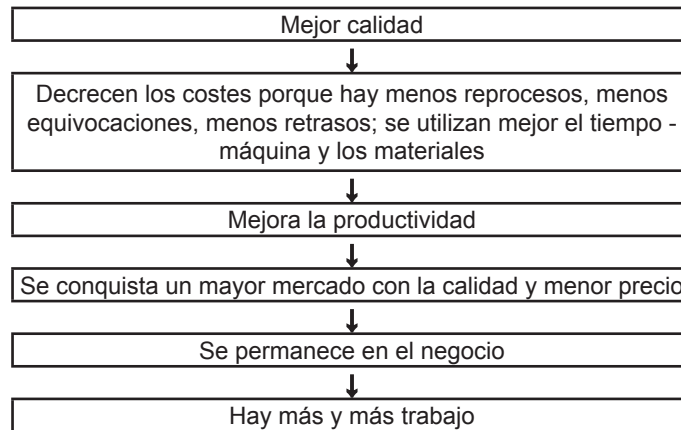 Mejor calidad
Decrecen los costes porque hay menos reprocesos, menos
equivocaciones, menos retrasos; se utilizan mejor el tiempo -
máquina y los materiales
Mejora la productividad
Se conquista un mayor mercado con la calidad y menor precio
Se permanece en el negocio
Hay más y más trabajo